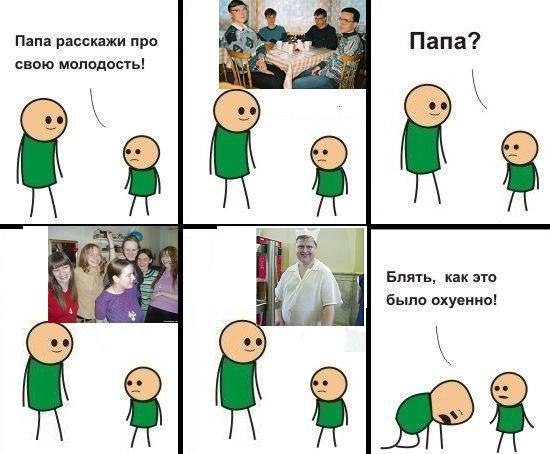 Папа расскажи про
свою молодость!
Папа?
Блять, как это
было охуенно!